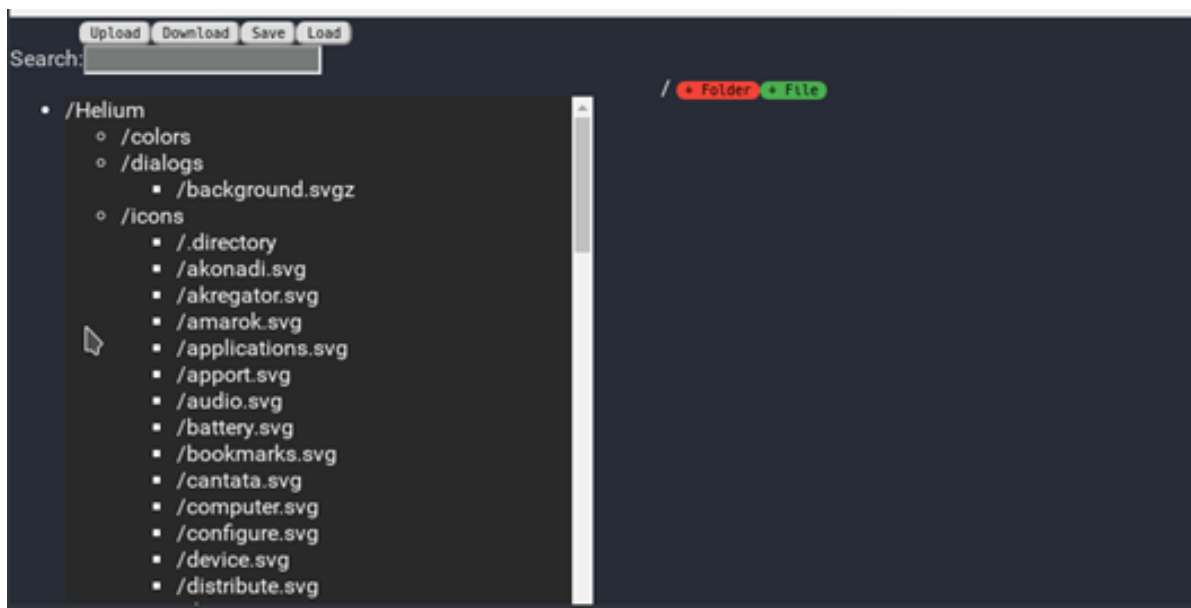 Upload Download Save Load
Search:
/ + Folder + File
/Helium
/colors
/dialogs
/background.svgz
/icons
/.directory
/akonadi.svg
/akregator.svg
/amarok.svg
/applications.svg
/apport.svg
/audio.svg
/battery.svg
/bookmarks.svg
/cantata.svg
/computer.svg
/configure.svg
/device.svg
/distribute.svg